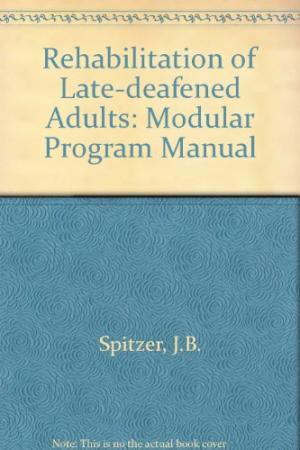 Rehabilitation of
Late-deafened
Adults: Modular
Program Manual
Spitzer, J.B.
Note: This is no the actual book cover